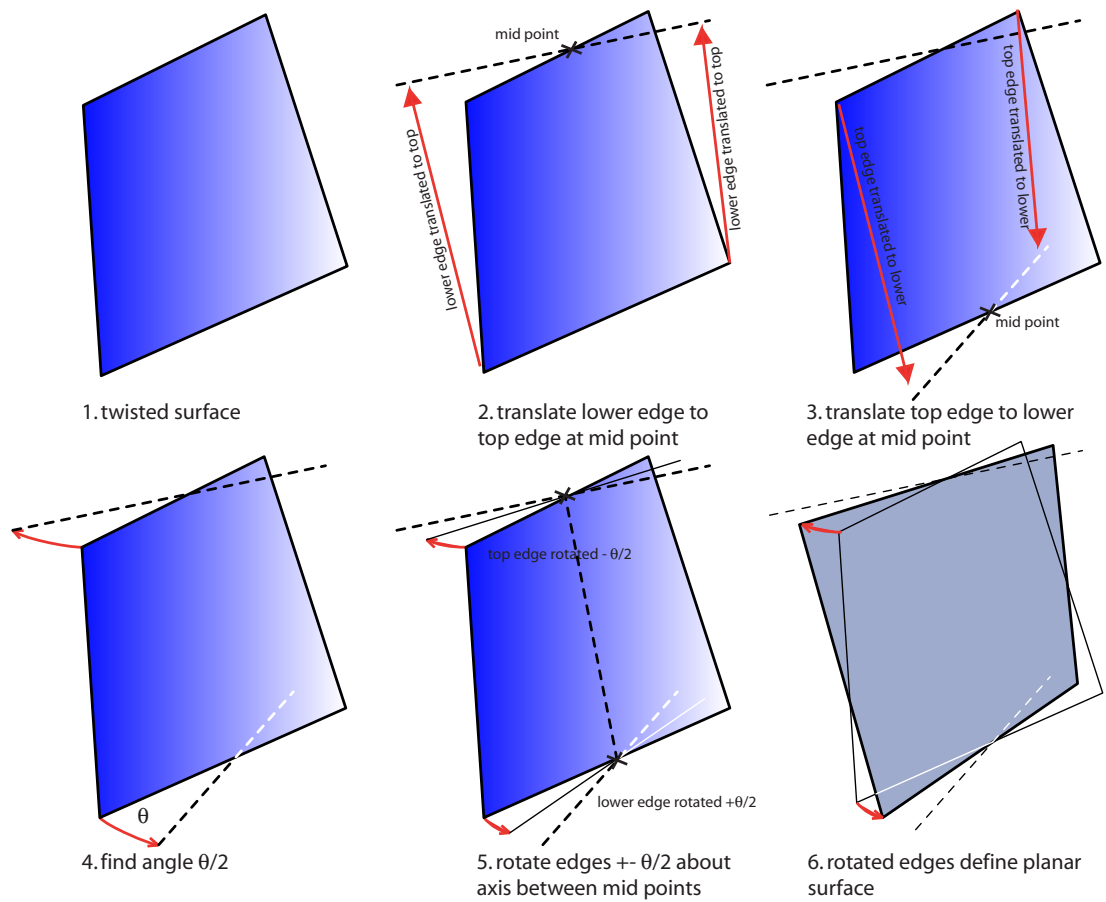 mid point
lower edge translated to top
lower edge translated to top
top edge translated to lower
top edge translated to lower
mid point
1. twisted surface
2. translate lower edge to
top edge at mid point
3. translate top edge to lower
edge at mid point
θ
top edge rotated - θ/2
lower edge rotated +θ/2
4. find angle θ/2
5. rotate edges +- θ/2 about
axis between mid points
6. rotated edges define planar
surface